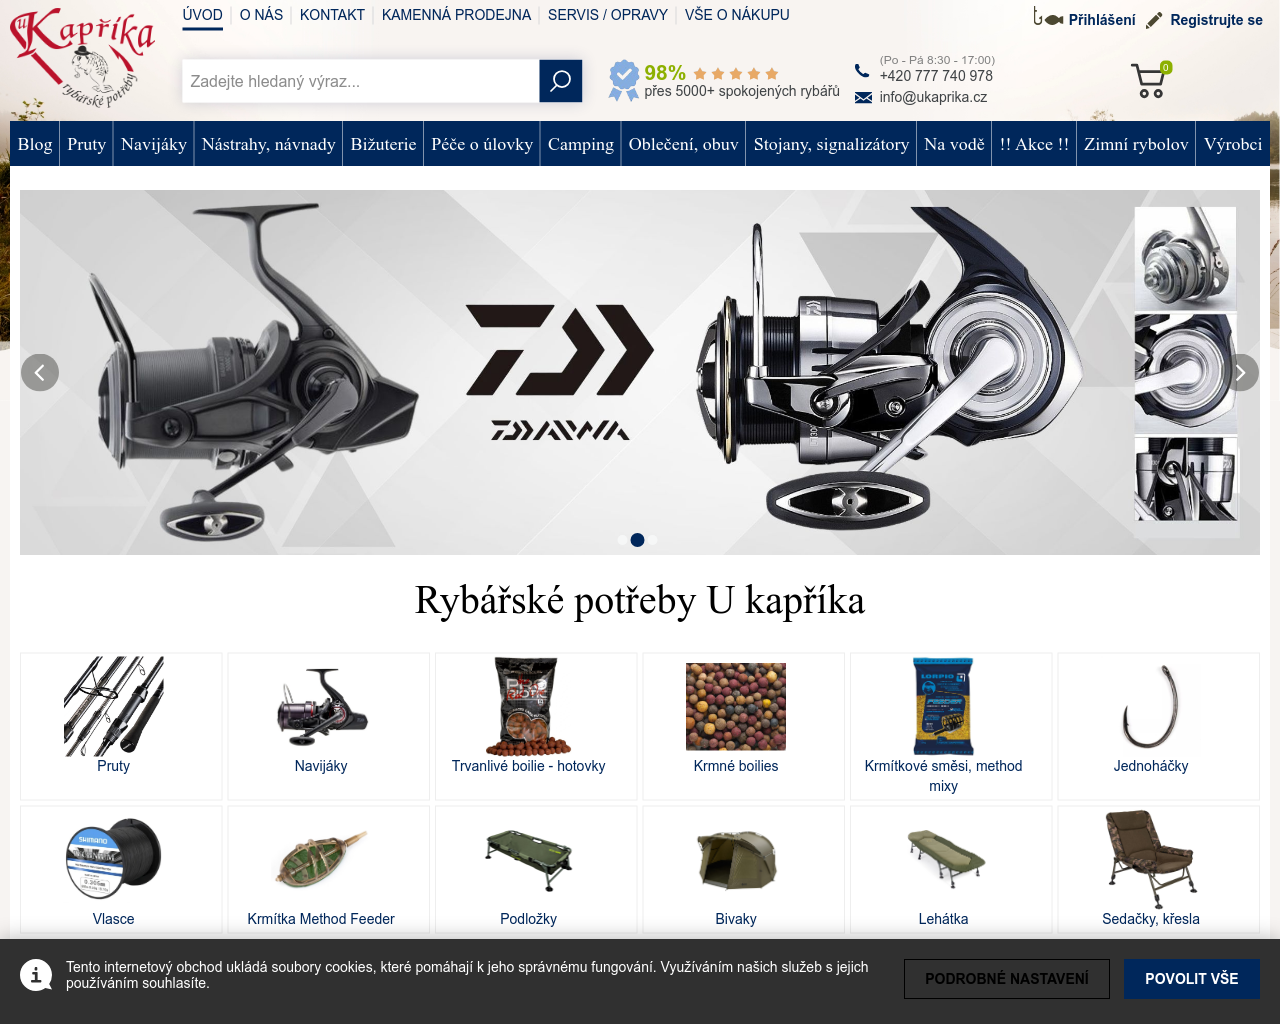 U Kapříka
rybářské potřeby
ÚVOD
O NÁS
KONTAKT
KAMENNÁ PRODEJNA
SERVIS / OPRAVY
VŠE O NÁKUPU
Přihlášení
Registrujte se
Zadejte hledaný výraz...
98%
přes 5000+ spokojených rybářů
(Po - Pá 8:30 - 17:00)
+420 777 740 978
info@ukaprika.cz
0
Blog
Pruty
Navijáky
Nástrahy, návnady
Bižuterie
Péče o úlovky
Camping
Oblečení, obuv
Stojany, signalizátory
Na vodě
!! Akce !!
Zimní rybolov
Výrobci
DAIWA
Rybářské potřeby U kapříka
PRO
BIOTIC
LORPIO
FEEDER
Pruty
Navijáky
Trvanlivé boilie - hotovky
Krmné boilies
Krmítkové směsi, method
mixy
Jednoháčky
SHIMANO
Vlasce
Krmítka Method Feeder
Podložky
Bivaky
Lehátka
Sedačky, křesla
Tento internetový obchod ukládá soubory cookies, které pomáhají k jeho správnému fungování. Využíváním našich služeb s jejich
používáním souhlasíte.
PODROBNÉ NASTAVENÍ
POVOLIT VŠE